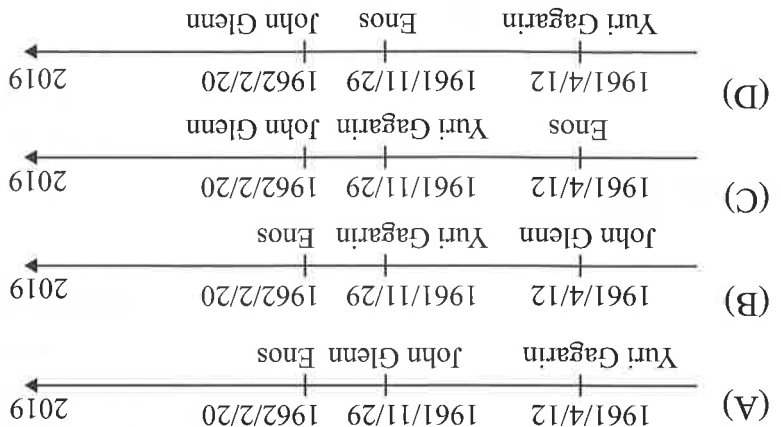 (A) 1961/4/12 1961/11/29 1962/2/20 2019
Yuri Gagarin John Glenn Enos
(B) 1961/4/12 1961/11/29 1962/2/20 2019
John Glenn Yuri Gagarin Enos
(C) 1961/4/12 1961/11/29 1962/2/20 2019
Enos Yuri Gagarin John Glenn
(D) 1961/4/12 1961/11/29 1962/2/20 2019
Yuri Gagarin Enos John Glenn